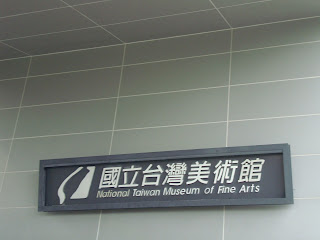 國立台灣美術館
National Taiwan Museum of Fine Arts